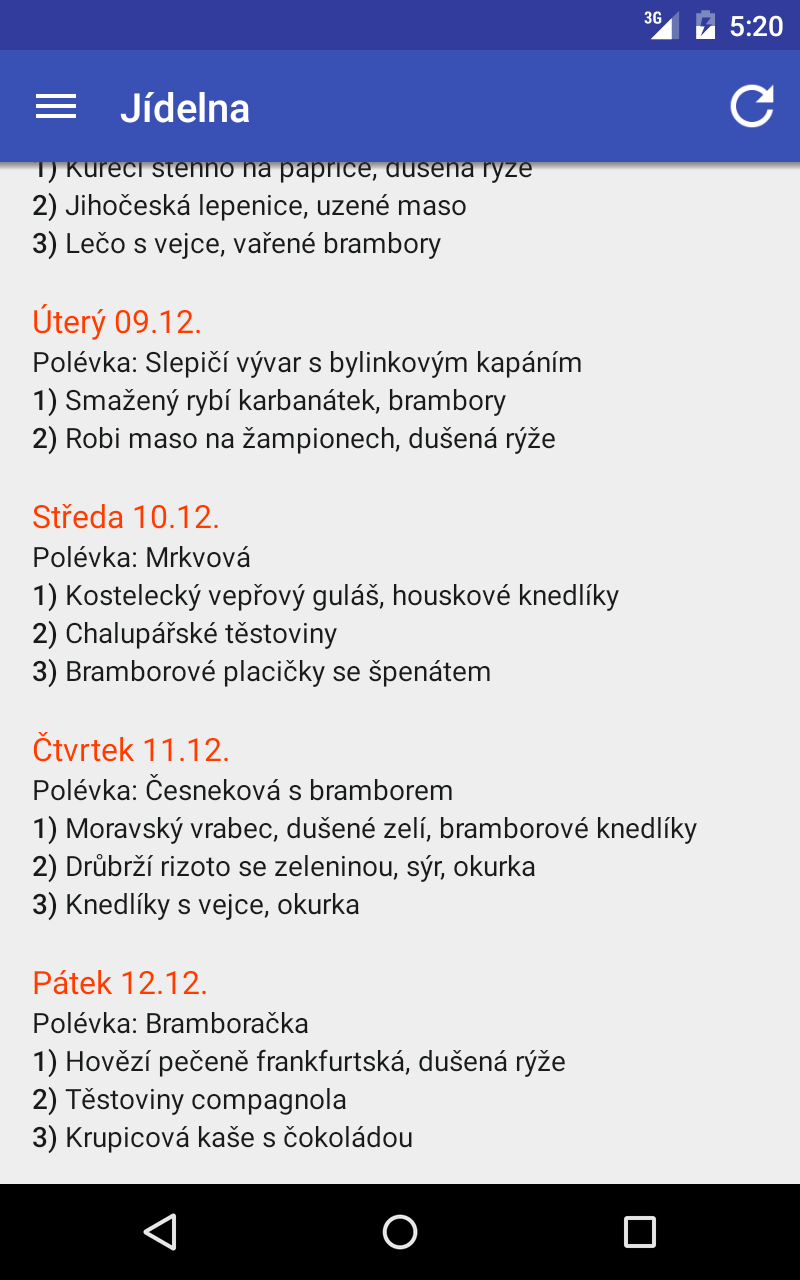 3G 5:20
Jídelna
1) Kuřecí stehno na paprice, dušená rýže
2) Jihočeská lepenice, uzené maso
3) Lečo s vejce, vařené brambory
Úterý 09.12.
Polévka: Slepičí vývar s bylinkovým kapáním
1) Smažený rybí karbanátek, brambory
2) Robi maso na žampionech, dušená rýže
Středa 10.12.
Polévka: Mrkvová
1) Kostelecký vepřový guláš, houskové knedlíky
2) Chalupářské těstoviny
3) Bramborové placičky se špenátem
Čtvrtek 11.12.
Polévka: Česneková s bramborem
1) Moravský vrabec, dušené zelí, bramborové knedlíky
2) Drůbrží rizoto se zeleninou, sýr, okurka
3) Knedlíky s vejce, okurka
Pátek 12.12.
Polévka: Bramboračka
1) Hovězí pečeně frankfurtská, dušená rýže
2) Těstoviny compagnola
3) Krupicová kaše s čokoládou